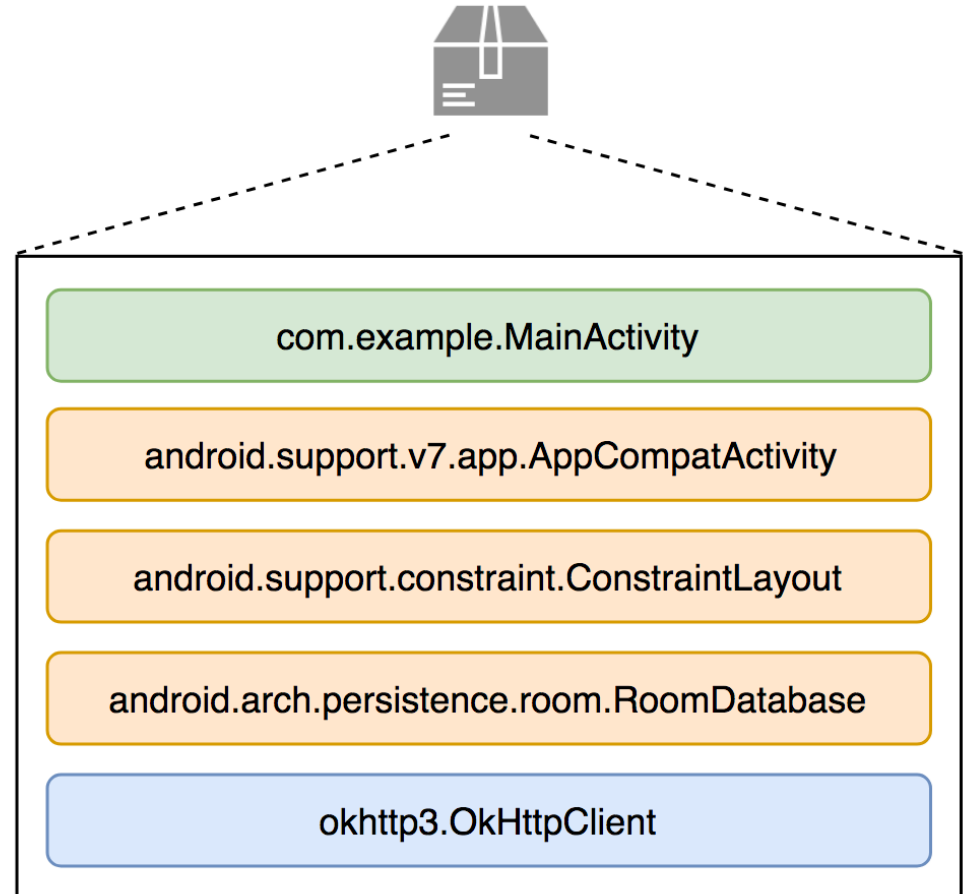 com.example.MainActivity
android.support.v7.app.AppCompatActivity
android.support.constraint.ConstraintLayout
android.arch.persistence.room.RoomDatabase
okhttp3.OkHttpClient